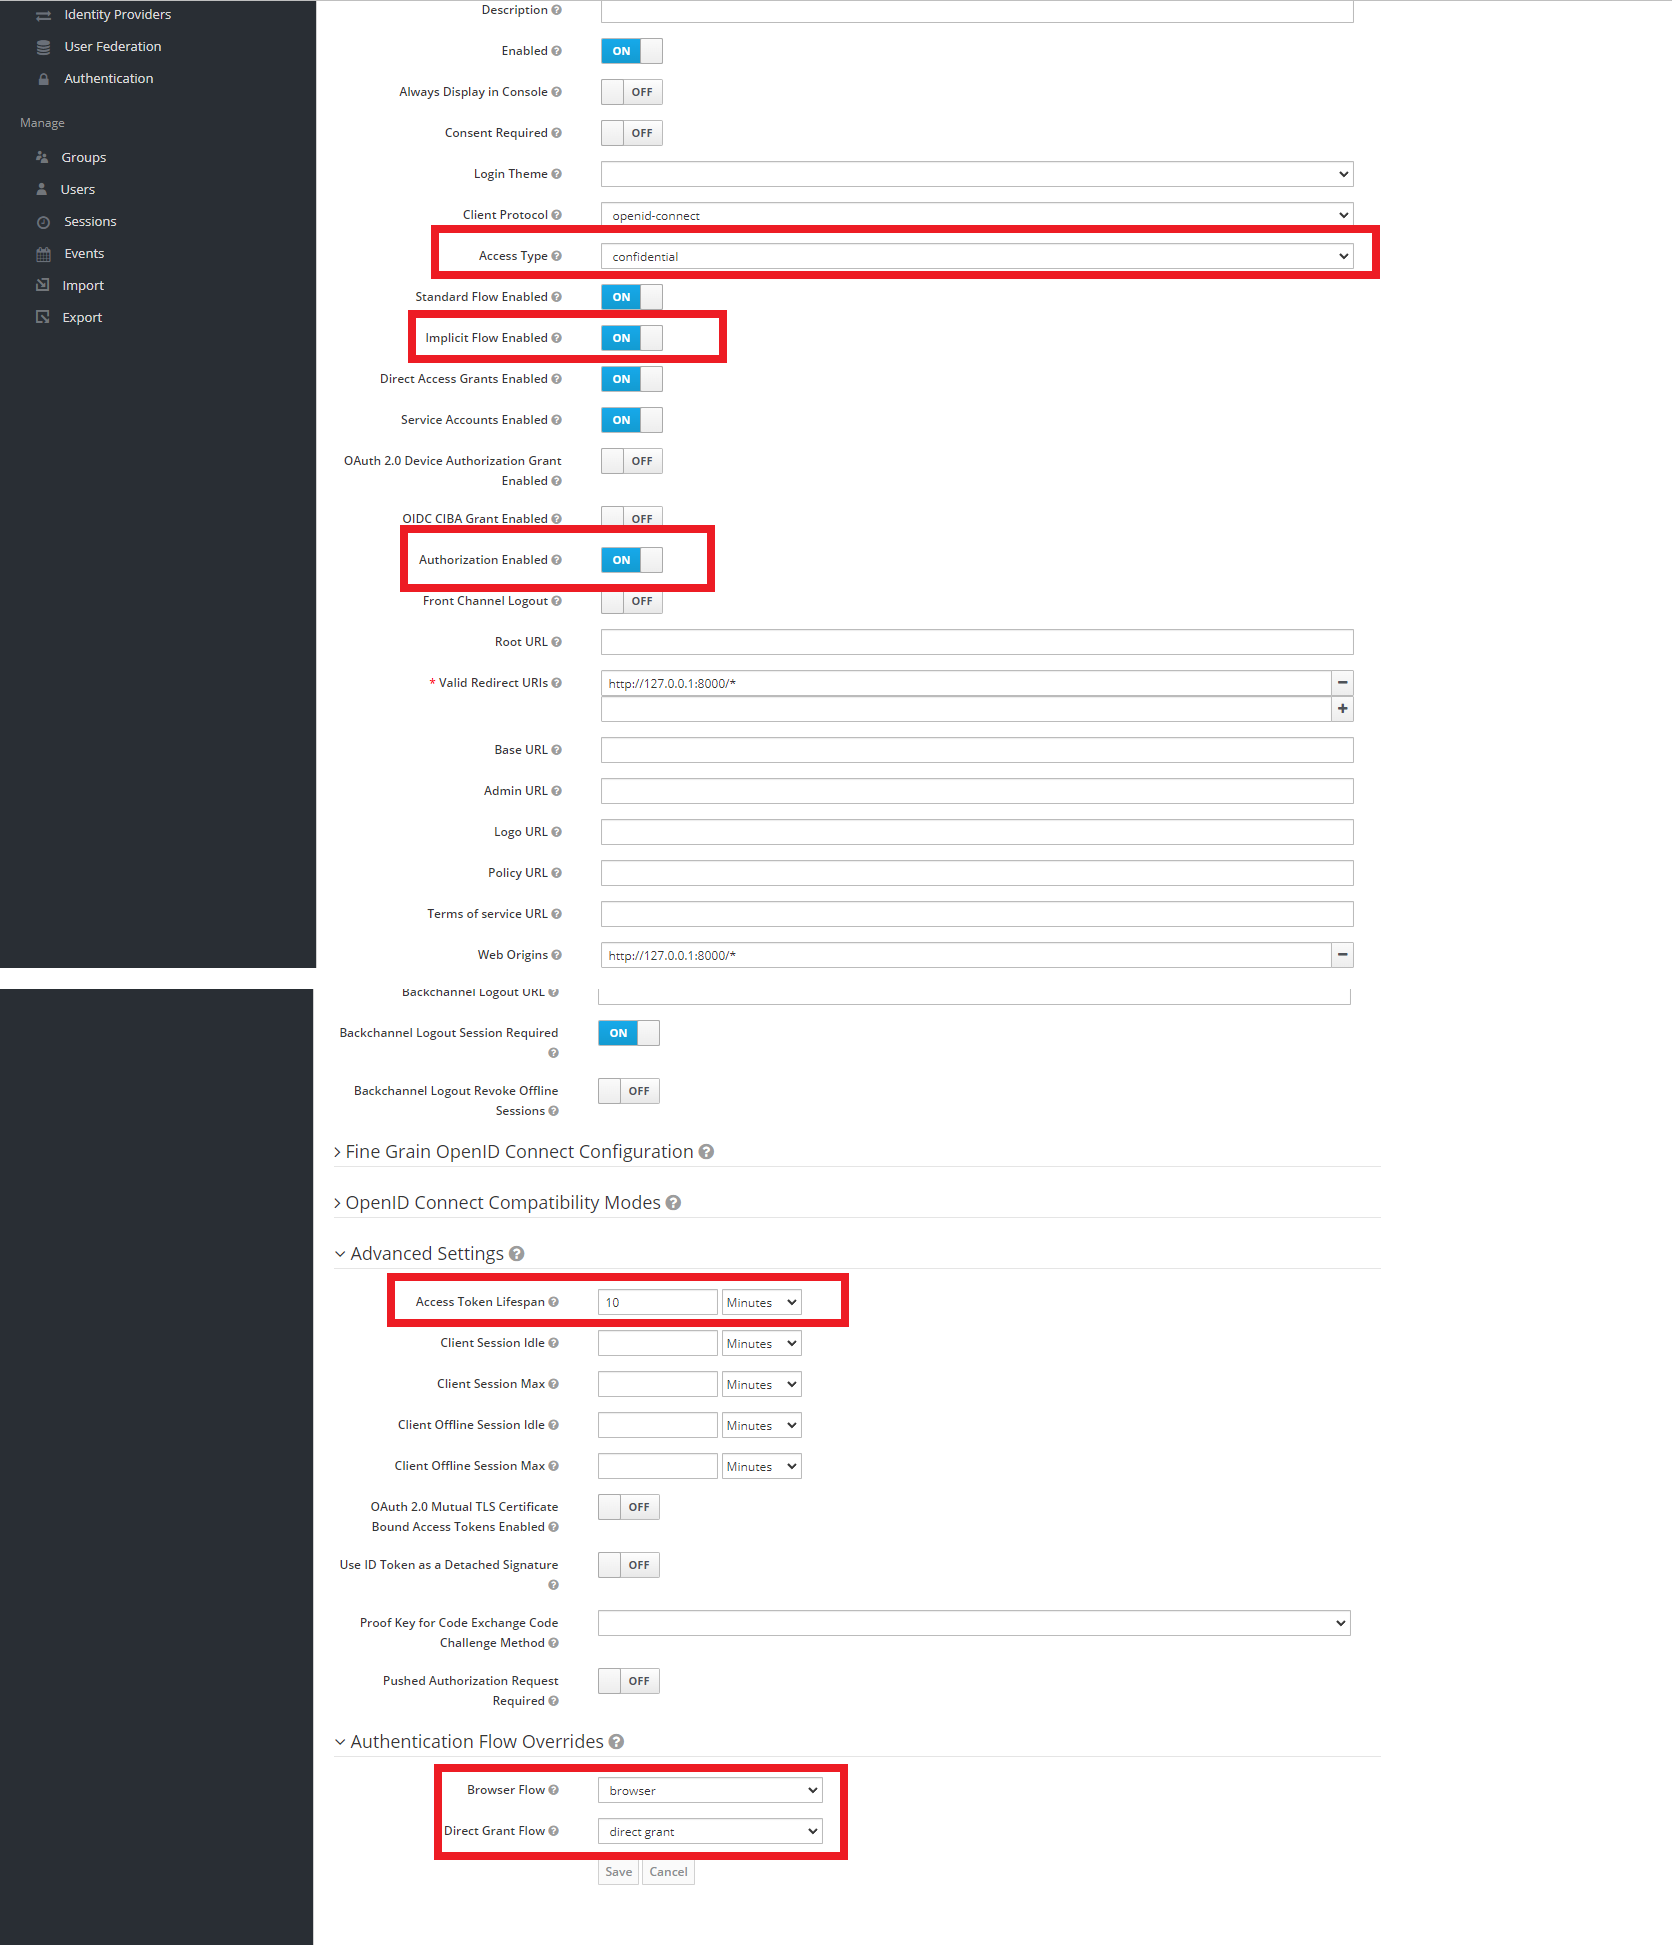 Identity Providers
User Federation
Authentication
Manage
Groups
Users
Sessions
Events
Import
Export
Description
Enabled ON
Always Display in Console OFF
Consent Required OFF
Login Theme
Client Protocol openid-connect
Access Type confidential
Standard Flow Enabled ON
Implicit Flow Enabled ON
Direct Access Grants Enabled ON
Service Accounts Enabled ON
OAuth 2.0 Device Authorization Grant OFF
Enabled
OIDC CIBA Grant Enabled OFF
Authorization Enabled ON
Front Channel Logout OFF
Root URL
* Valid Redirect URIs http://127.0.0.1:8000/*
Base URL
Admin URL
Logo URL
Policy URL
Terms of service URL
Web Origins http://127.0.0.1:8000/*
Backchannel Logout URL
Backchannel Logout Session Required ON
Backchannel Logout Revoke Offline OFF
Sessions
Fine Grain OpenID Connect Configuration
OpenID Connect Compatibility Modes
Advanced Settings
Access Token Lifespan 10 Minutes
Client Session Idle Minutes
Client Session Max Minutes
Client Offline Session Idle Minutes
Client Offline Session Max Minutes
OAuth 2.0 Mutual TLS Certificate OFF
Bound Access Tokens Enabled
Use ID Token as a Detached Signature OFF
Proof Key for Code Exchange Code
Challenge Method
Pushed Authorization Request OFF
Required
Authentication Flow Overrides
Browser Flow browser
Direct Grant Flow direct grant
Save Cancel